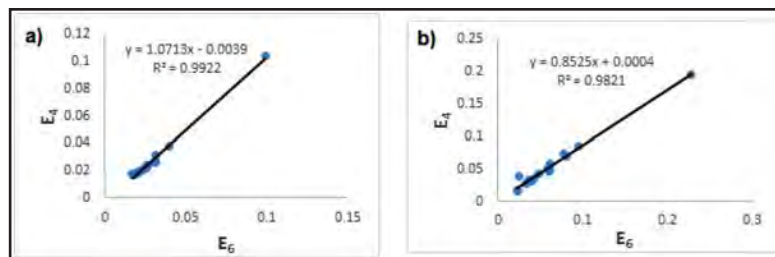 a)
y = 1.0713x - 0.0039
R² = 0.9922
E4
0.12
0.1
0.08
0.06
0.04
0.02
0
0 0.05 0.1 0.15
E6
b)
y = 0.8525x + 0.0004
R² = 0.9821
E4
0.25
0.2
0.15
0.1
0.05
0
0 0.1 0.2 0.3
E6